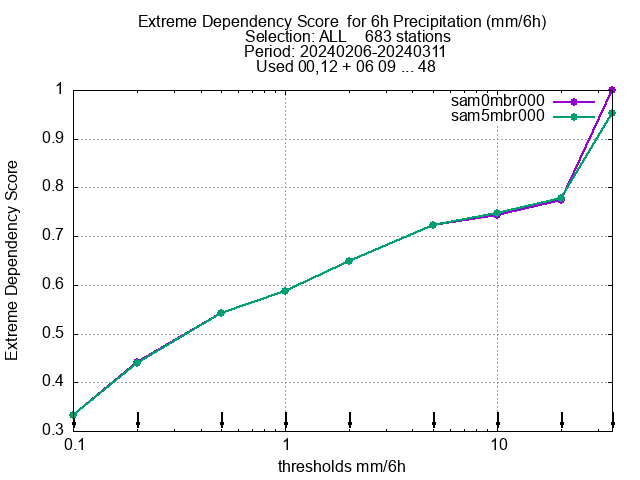 Extreme Dependency Score  for 6h Precipitation (mm/6h)
Selection: ALL    683 stations
Period: 20240206-20240311
Used 00,12 + 06 09 ... 48
sam0mbr000
sam5mbr000
1
0.9
0.8
0.7
0.6
0.5
0.4
0.3
Extreme Dependency Score
0.1 1 10
thresholds mm/6h